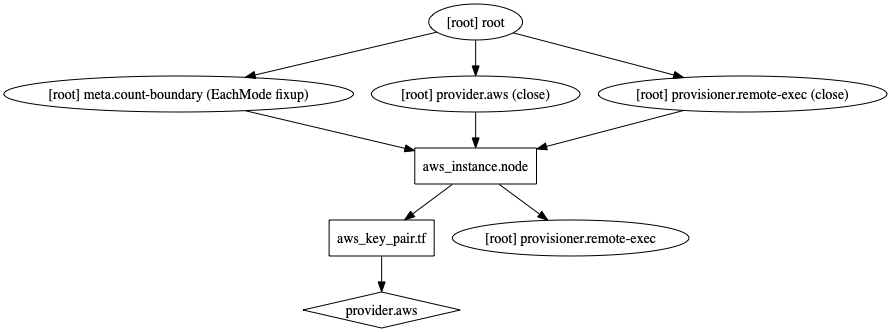 [root] root
[root] meta.count-boundary (EachMode fixup)
[root] provider.aws (close)
[root] provisioner.remote-exec (close)
aws_instance.node
aws_key_pair.tf
[root] provisioner.remote-exec
provider.aws